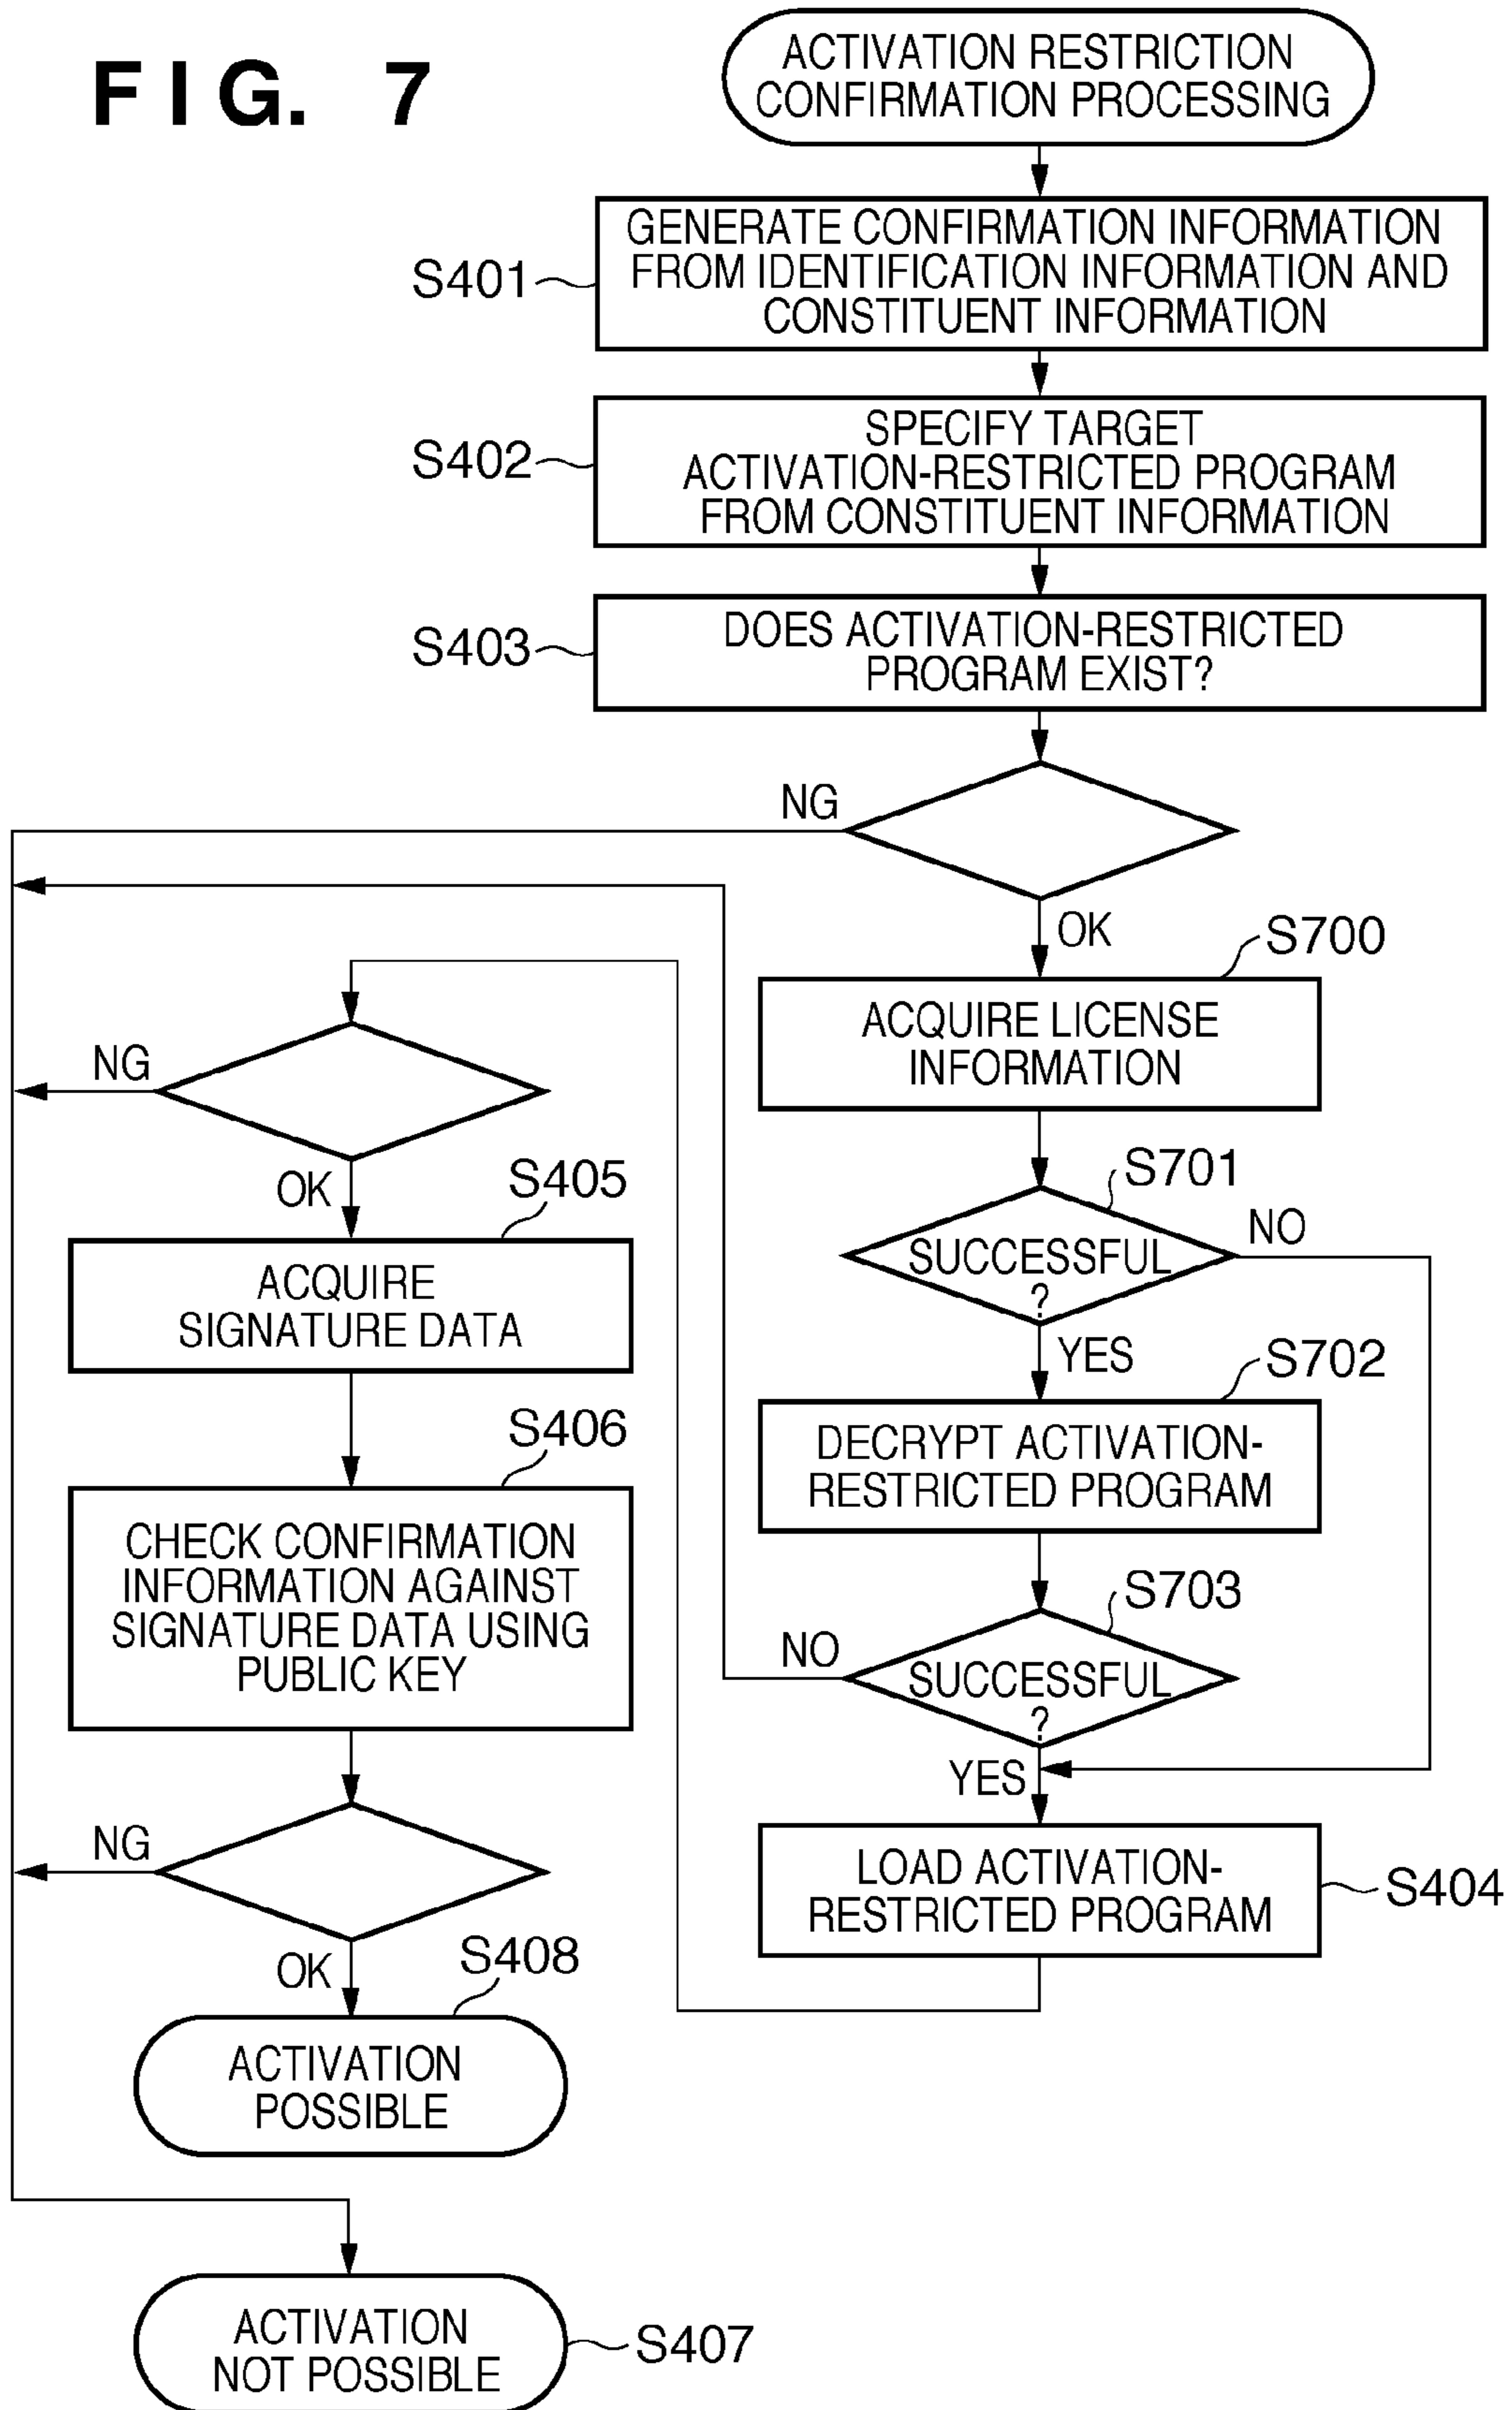 FIG. 7
ACTIVATION RESTRICTION
CONFIRMATION PROCESSING
S401
GENERATE CONFIRMATION INFORMATION
FROM IDENTIFICATION INFORMATION AND
CONSTITUENT INFORMATION
S402
SPECIFY TARGET
ACTIVATION-RESTRICTED PROGRAM
FROM CONSTITUENT INFORMATION
S403
DOES ACTIVATION-RESTRICTED
PROGRAM EXIST?
NG
OK
S700
ACQUIRE LICENSE
INFORMATION
S701
SUCCESSFUL
?
NO
YES
S702
DECRYPT ACTIVATION-
RESTRICTED PROGRAM
S703
SUCCESSFUL
?
NO
YES
LOAD ACTIVATION-
RESTRICTED PROGRAM
S404
NG
OK
S405
ACQUIRE
SIGNATURE DATA
S406
CHECK CONFIRMATION
INFORMATION AGAINST
SIGNATURE DATA USING
PUBLIC KEY
NG
OK
S408
ACTIVATION
POSSIBLE
ACTIVATION
NOT POSSIBLE
S407